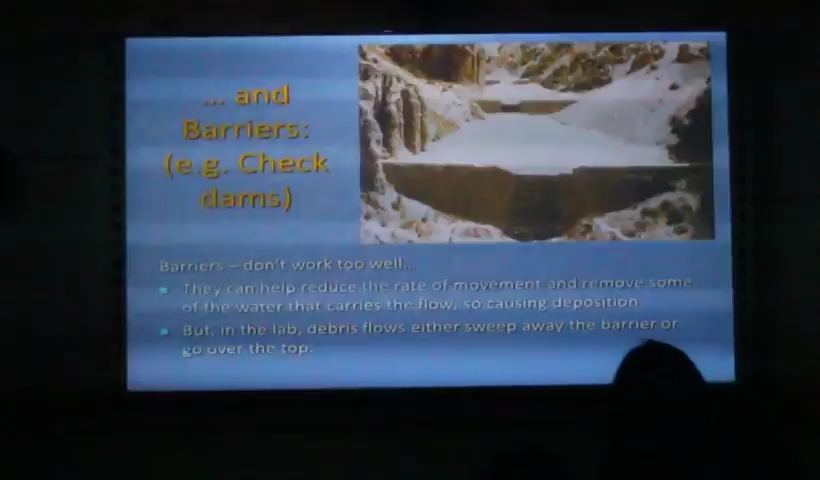 ... and
Barriers:
(e.g. Check
dams)
Barriers – don't work too well...
They can help reduce the rate of movement and remove some
of the water that carries the flow, so causing deposition.
But, in the lab, debris flows either sweep away the barrier or
go over the top.